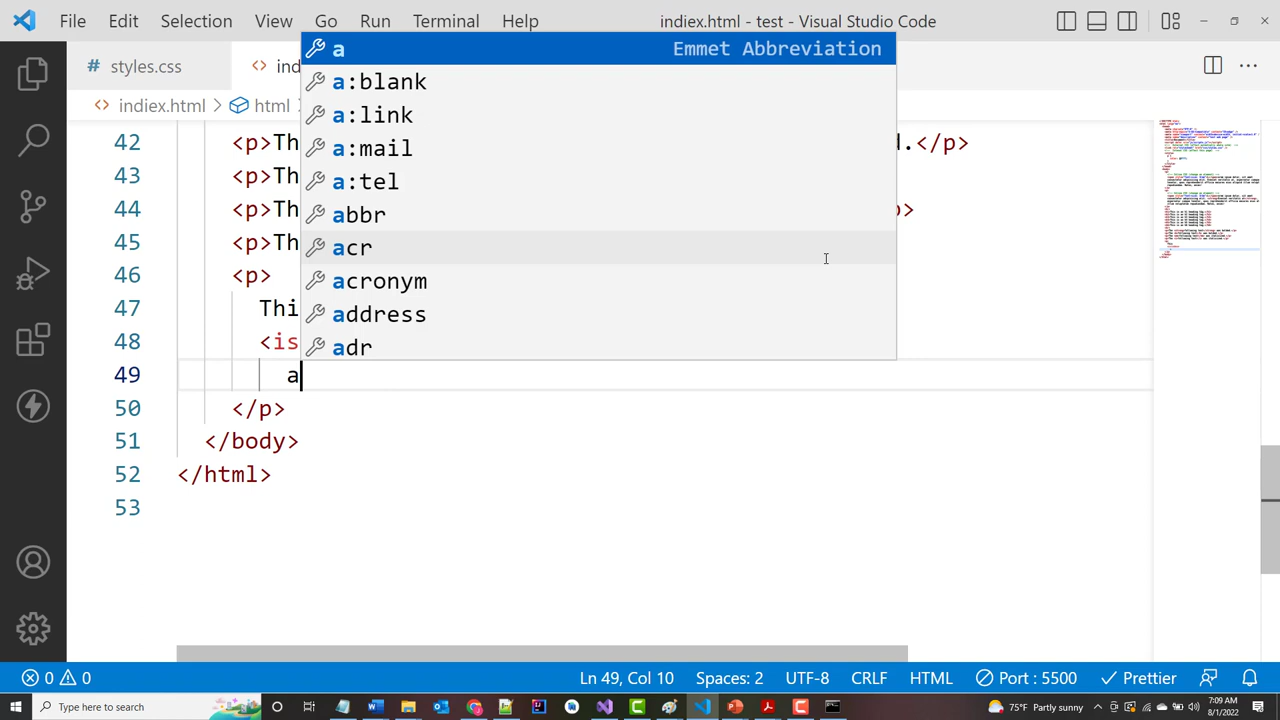 File Edit Selection View Go Run Terminal Help indiex.html - test - Visual Studio Code
# styles.css <> ind
<> indiex.html > html
a Emmet Abbreviation
a:blank
a:link
a:mail
a:tel
abbr
acr
acronym
address
adr
42 <p>Th .</p>
43 <p>Th
44 <p>Th p>
45 <p>Th
46 <p>
47 Thi
48 <is
49 a
50 </p>
51 </body>
52 </html>
53
0 0 Ln 49, Col 10 Spaces: 2 UTF-8 CRLF HTML Port : 5500 Prettier
Type here to search 75°F Partly sunny 7:09 AM
8/1/2022